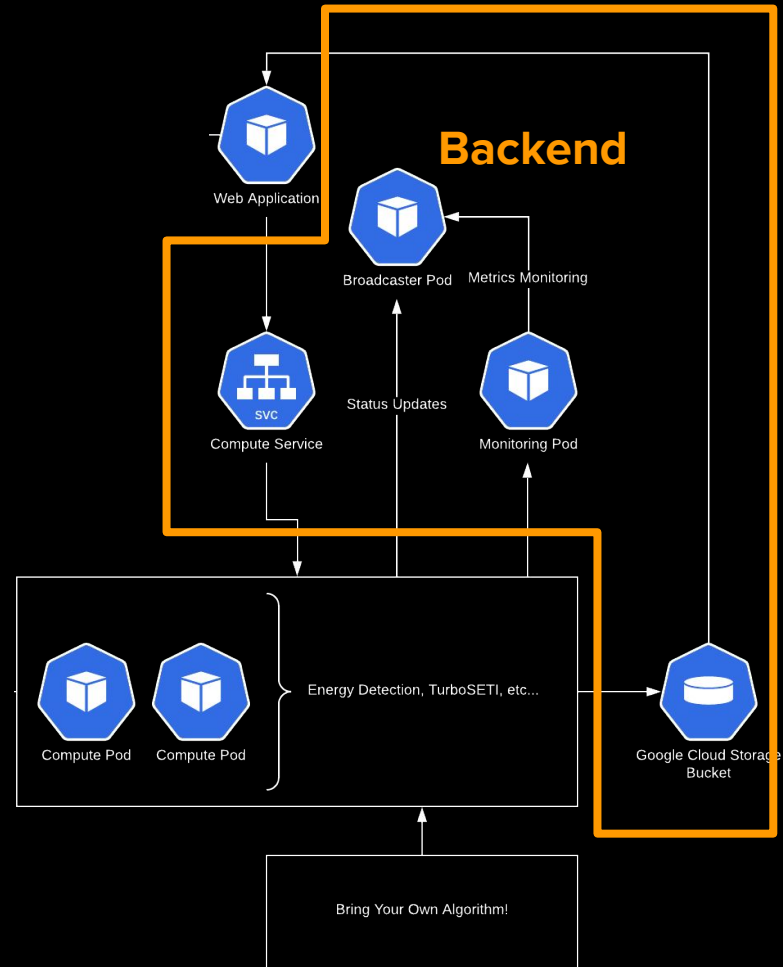 Backend
Web Application
Broadcaster Pod
Metrics Monitoring
Status Updates
svc
Compute Service
Monitoring Pod
Energy Detection, TurboSETI, etc...
Compute Pod
Compute Pod
Google Cloud Storage
Bucket
Bring Your Own Algorithm!